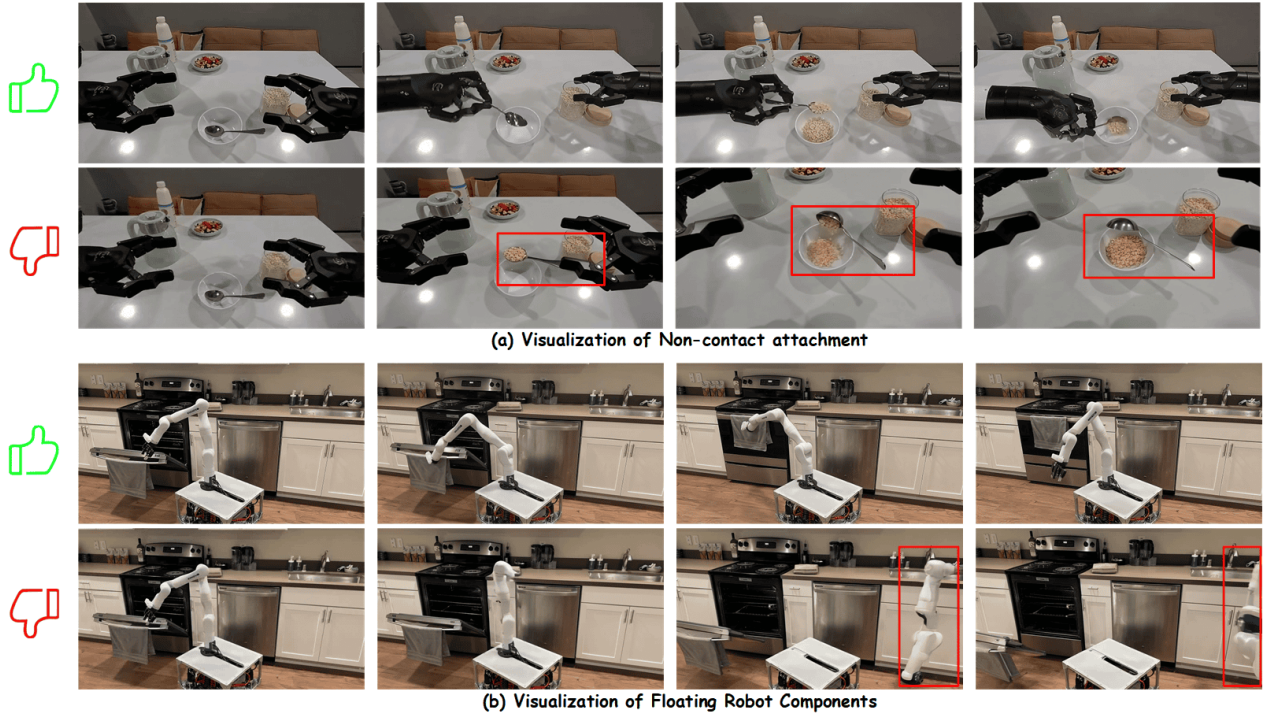 (a) Visualization of Non-contact attachment
(b) Visualization of Floating Robot Components